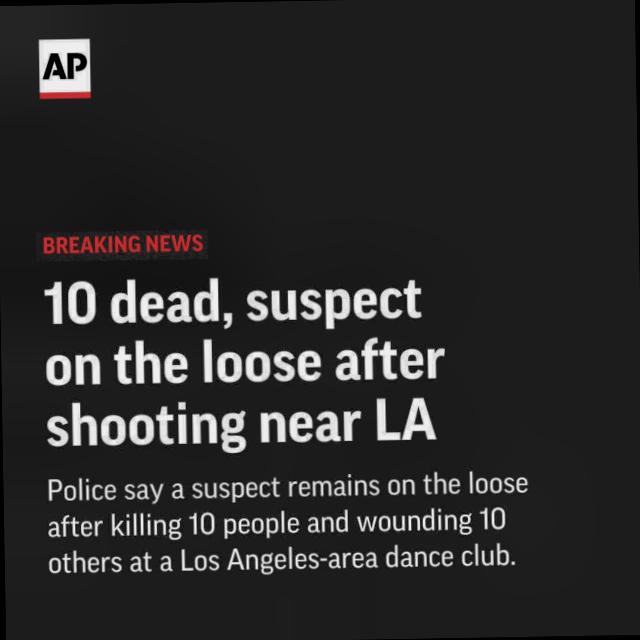 AP
BREAKING NEWS
10 dead, suspect
on the loose after
shooting near LA
Police say a suspect remains on the loose
after killing 10 people and wounding 10
others at a Los Angeles-area dance club.